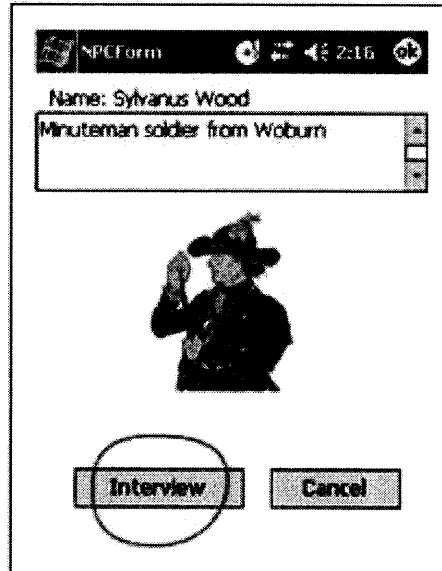 NPCForm 2:16 ok
Name: Sylvanus Wood
Minuteman soldier from Woburn
Interview Cancel